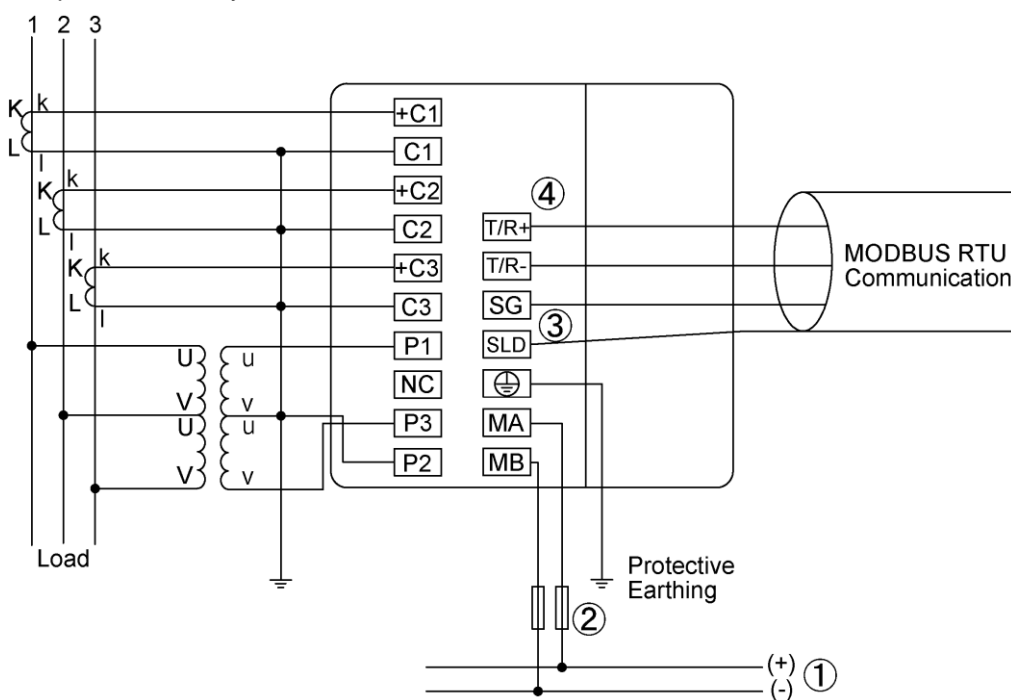 1 2 3
K k
+C1
L l
C1
K k
+C2
④
L l
C2
T/R+
K k
+C3
T/R-
MODBUS RTU
Communication
L l
C3
SG
③
U u
P1
SLD
NC
V v
U u
P3
MA
V v
P2
MB
Load
Protective
Earthing
②
(+) ①
(-)